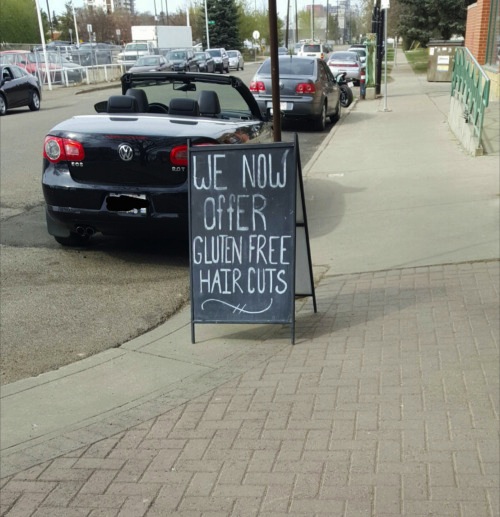 WE NOW
OffER
GLUTEN FREE
HAIR CUTS